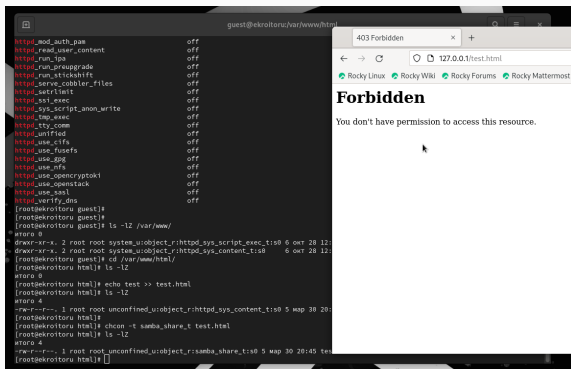 guest@ekroitoru:/var/www/html
httpd_mod_auth_pam off
httpd_read_user_content off
httpd_run_ipa off
httpd_run_preupgrade off
httpd_run_stickshift off
httpd_serve_cobbler_files off
httpd_setrlimit off
httpd_ssi_exec off
httpd_sys_script_anon_write off
httpd_tmp_exec off
httpd_tty_comm off
httpd_unified off
httpd_use_cifs off
httpd_use_fusefs off
httpd_use_gpg off
httpd_use_nfs off
httpd_use_opencryptoki off
httpd_use_openstack off
httpd_use_sasl off
httpd_verify_dns off
[root@ekroitoru guest]#
[root@ekroitoru guest]#
[root@ekroitoru guest]# ls -lZ /var/www/
итого 0
drwxr-xr-x. 2 root root system_u:object_r:httpd_sys_script_exec_t:s0 6 окт 28 12:
drwxr-xr-x. 2 root root system_u:object_r:httpd_sys_content_t:s0 6 окт 28 12:
[root@ekroitoru guest]# cd /var/www/html/
[root@ekroitoru html]# ls -lZ
итого 0
[root@ekroitoru html]# echo test >> test.html
[root@ekroitoru html]# ls -lZ
итого 4
-rw-r--r--. 1 root root unconfined_u:object_r:httpd_sys_content_t:s0 5 мар 30 20:
[root@ekroitoru html]#
[root@ekroitoru html]# chcon -t samba_share_t test.html
[root@ekroitoru html]# ls -lZ
итого 4
-rw-r--r--. 1 root root unconfined_u:object_r:samba_share_t:s0 5 мар 30 20:45 tes
[root@ekroitoru html]#
403 Forbidden
127.0.0.1/test.html
Rocky Linux Rocky Wiki Rocky Forums Rocky Mattermost
Forbidden
You don't have permission to access this resource.